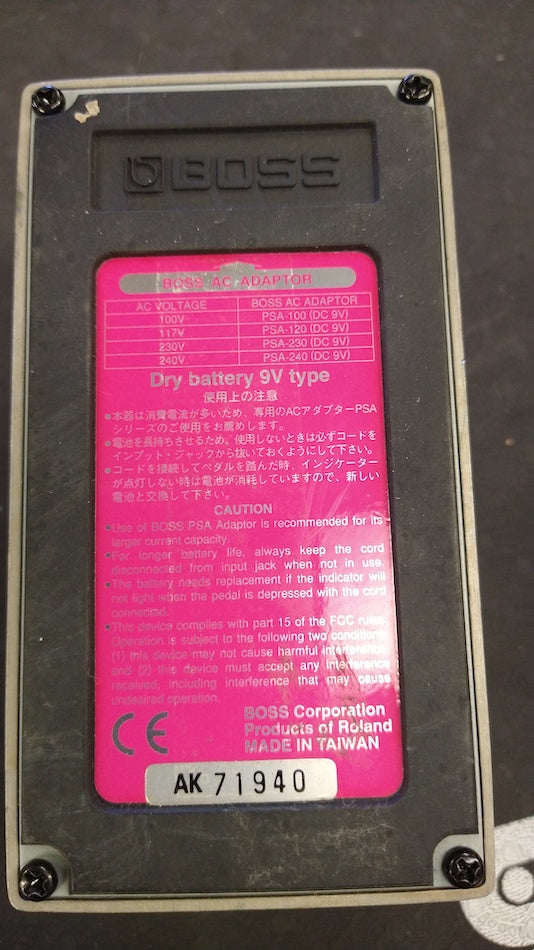 BOSS
BOSS AC ADAPTOR
AC VOLTAGE BOSS AC ADAPTOR
100V PSA-100 (DC 9V)
117V PSA-120 (DC 9V)
230V PSA-230 (DC 9V)
240V PSA-240 (DC 9V)
Dry battery 9V type
使用上の注意
●本器は消費電流が多いため、専用のACアダプターPSA
シリーズのご使用をお薦めします。
●電池を長持ちさせるため、使用しないときは必ずコードを
インプット・ジャックから抜いておくようにして下さい。
●コードを接続してペダルを踏んだ時、インジケーター
が点灯しない時は電池が消耗していますので、新しい
電池と交換して下さい。
CAUTION
●Use of BOSS PSA Adaptor is recommended for its
larger current capacity.
●For longer battery life, always keep the cord
disconnected from input jack when not in use.
●The battery needs replacement if the indicator will
not light when the pedal is depressed with the cord
connected.
●This device complies with part 15 of the FCC rules.
Operation is subject to the following two conditions:
(1) this device may not cause harmful interference,
and (2) this device must accept any interference
received, including interference that may cause
undesired operation.
CE
BOSS Corporation
Products of Roland
MADE IN TAIWAN
AK 71940